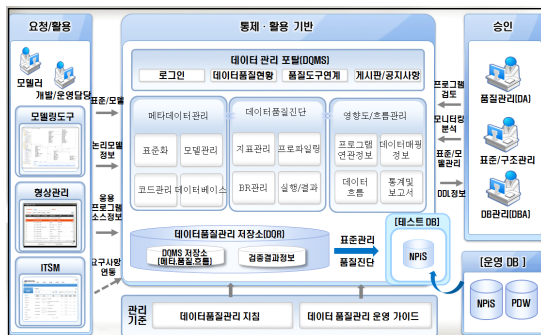 요청/활용
통제·활용 기반
승인
모델러
개발/운영담당
모델링도구
형상관리
ITSM
표준/모델
논리모델
정보
응용
프로그램
소스정보
요구사항
연동
데이터 관리 포탈(DQMS)
로그인
데이터품질현황
품질도구연계
게시판/공지사항
메타데이터관리
표준화
모델관리
코드관리
데이터베이스
데이터품질진단
지표관리
프로파일링
BR관리
실행/결과
영향도/흐름관리
프로그램
연관정보
데이터매핑
정보
데이터
흐름
통계및
보고서
데이터품질관리 저장소(DQR)
DQMS 저장소
(메타,품질,흐름)
검증결과정보
표준관리
품질진단
[테스트 DB]
NPiS
프로그램
검토
모니터링
분석
표준/모
델관리
DDL정보
품질관리(DA)
표준/구조관리
DB관리(DBA)
[운영 DB ]
NPiS
PDW
관리
기준
데이터품질관리 지침
데이터 품질관리 운영 가이드